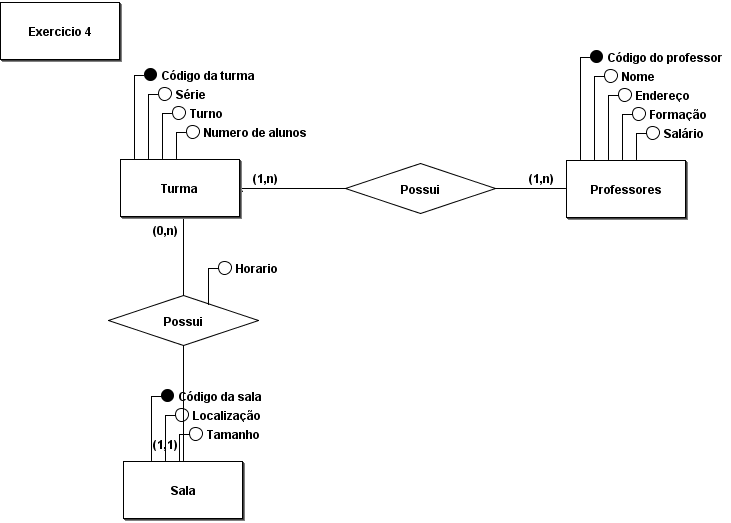 Exercicio 4
Código da turma
Série
Turno
Numero de alunos
Código do professor
Nome
Endereço
Formação
Salário
Turma
(1,n)
Possui
(1,n)
Professores
(0,n)
Horario
Possui
Código da sala
Localização
Tamanho
(1,1)
Sala